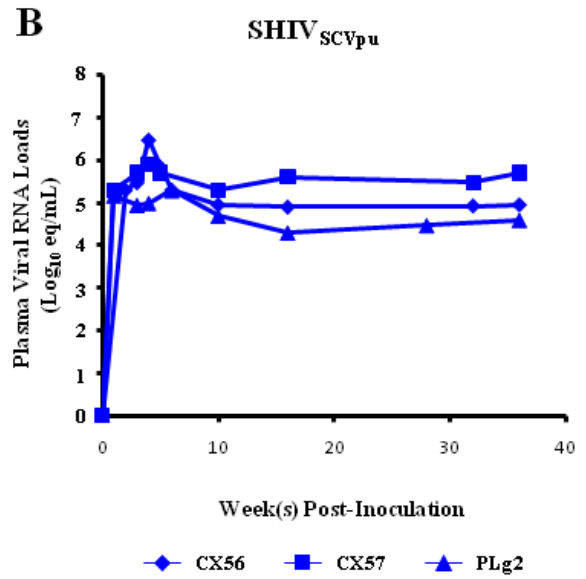 B
SHIVSCVpu
8
7
6
5
4
3
2
1
0
Plasma Viral RNA Loads
(Log10 eq/mL)
0 10 20 30 40
Week(s) Post-Inoculation
CX56 CX57 PLg2